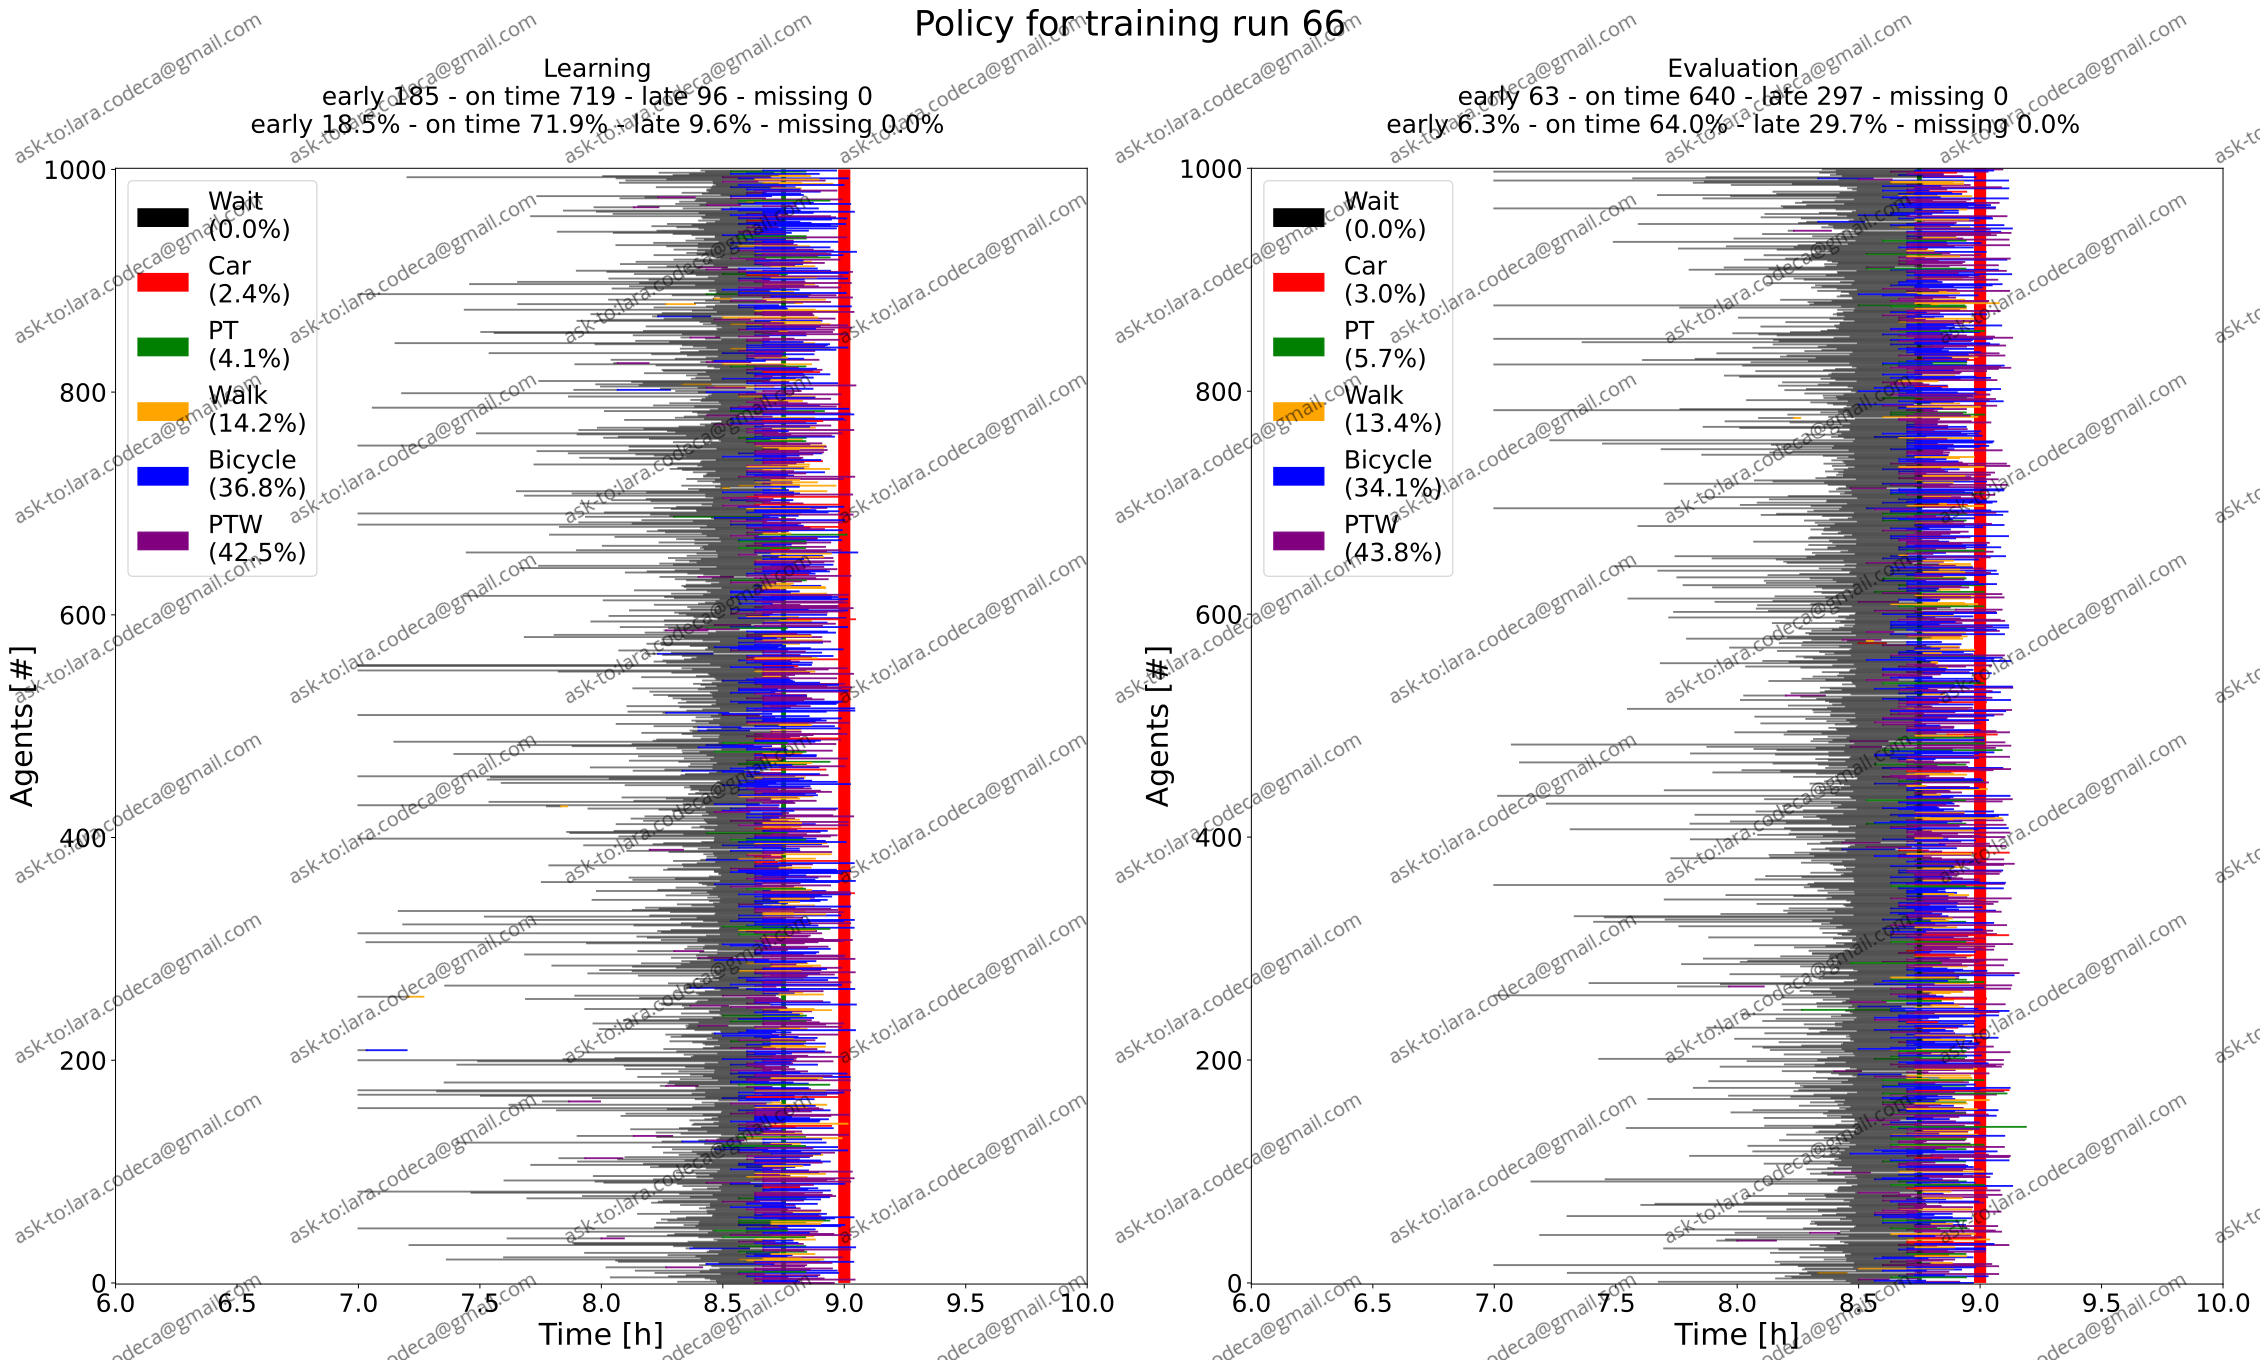 Policy for training run 66
Learning
early 185 - on time 719 - late 96 - missing 0
early 18.5% - on time 71.9% - late 9.6% - missing 0.0%
Wait
(0.0%)
Car
(2.4%)
PT
(4.1%)
Walk
(14.2%)
Bicycle
(36.8%)
PTW
(42.5%)
1000
800
600
400
200
0
Agents [#]
6.0 6.5 7.0 7.5 8.0 8.5 9.0 9.5 10.0
Time [h]
Evaluation
early 63 - on time 640 - late 297 - missing 0
early 6.3% - on time 64.0% - late 29.7% - missing 0.0%
Wait
(0.0%)
Car
(3.0%)
PT
(5.7%)
Walk
(13.4%)
Bicycle
(34.1%)
PTW
(43.8%)
1000
800
600
400
200
0
Agents [#]
6.0 6.5 7.0 7.5 8.0 8.5 9.0 9.5 10.0
Time [h]
ask-to:lara.codeca@gmail.com